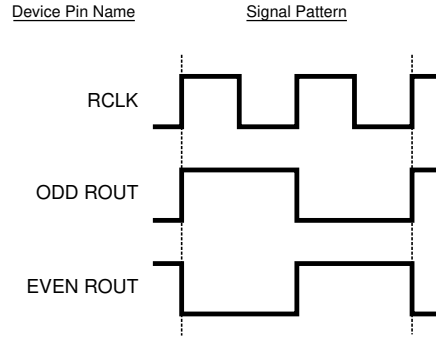 Device Pin Name Signal Pattern
RCLK
ODD ROUT
EVEN ROUT